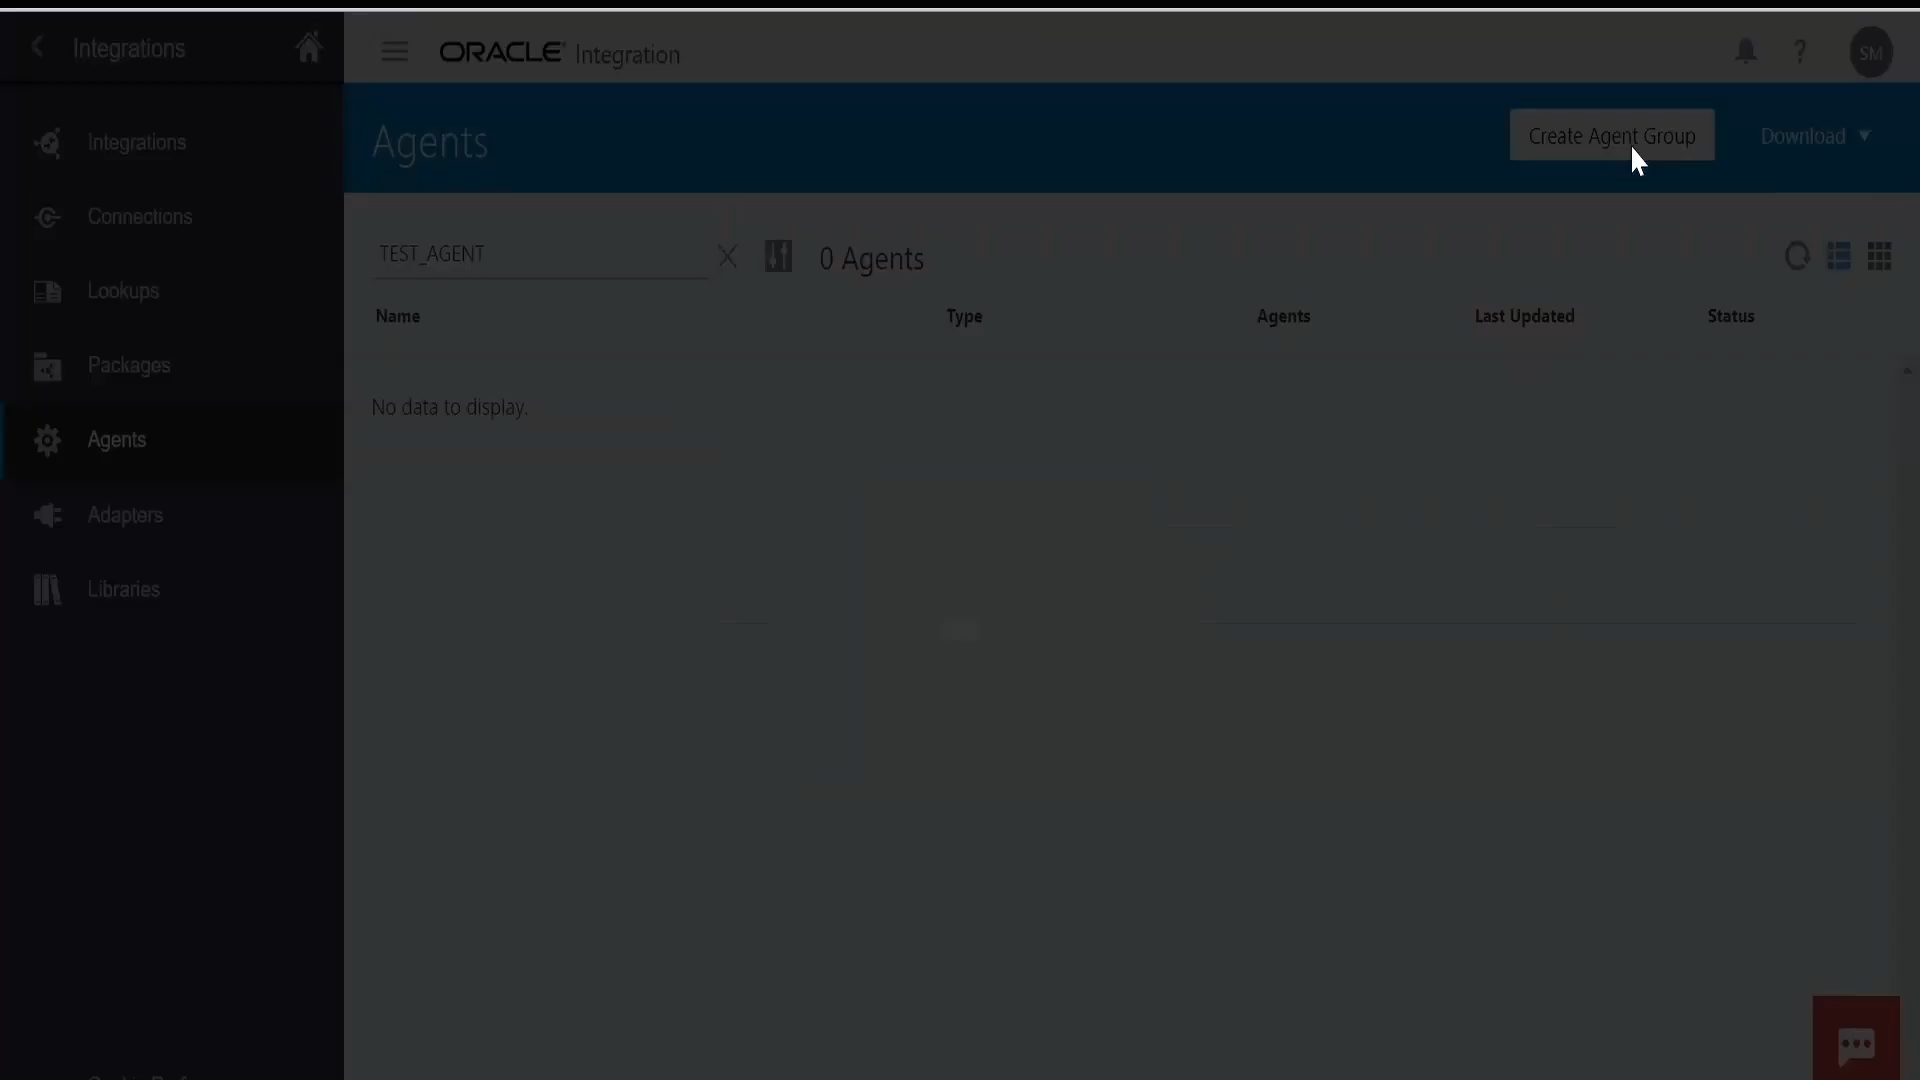 Integrations
ORACLE Integration
SM
Integrations
Connections
Lookups
Packages
Agents
Adapters
Libraries
Agents
Create Agent Group
Download
TEST_AGENT
0 Agents
Name Type Agents Last Updated Status
No data to display.